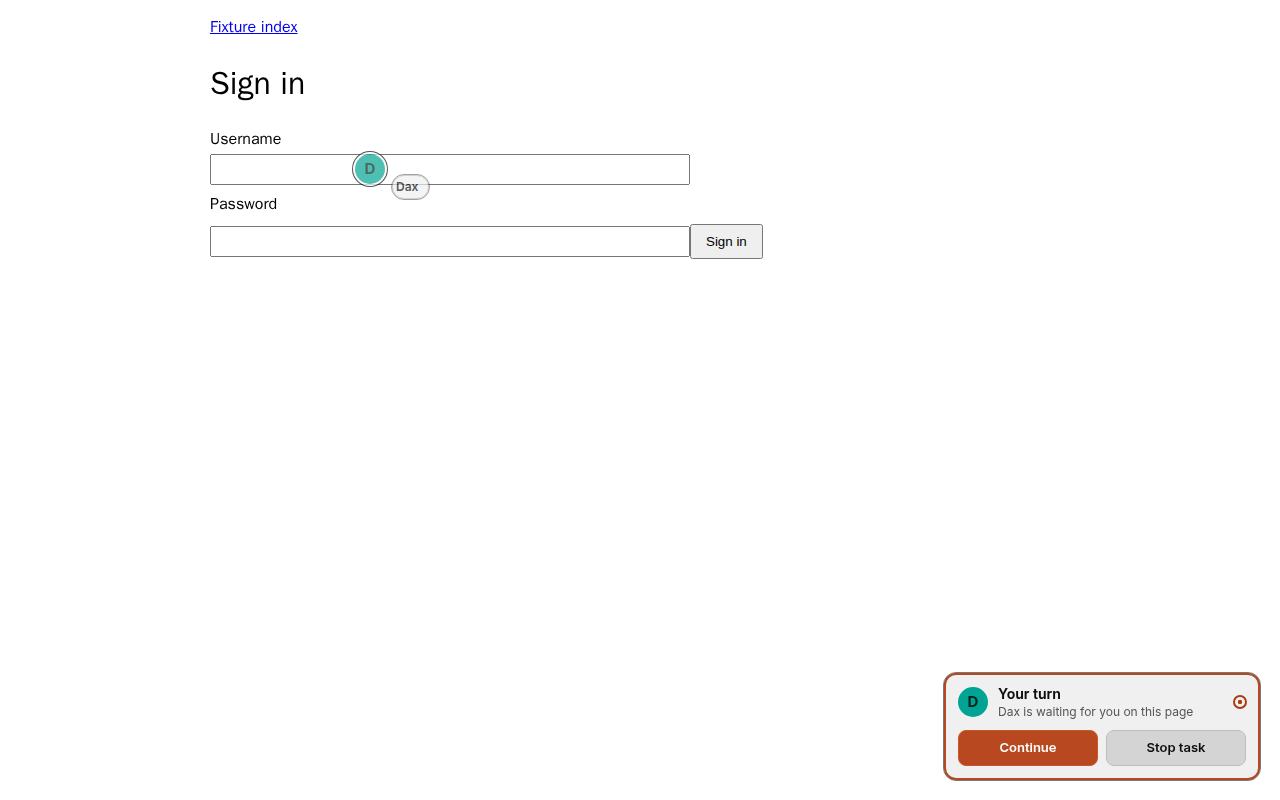 Fixture index
Sign in
Username
D
Dax
Password
Sign in
D
Your turn
Dax is waiting for you on this page
Continue
Stop task